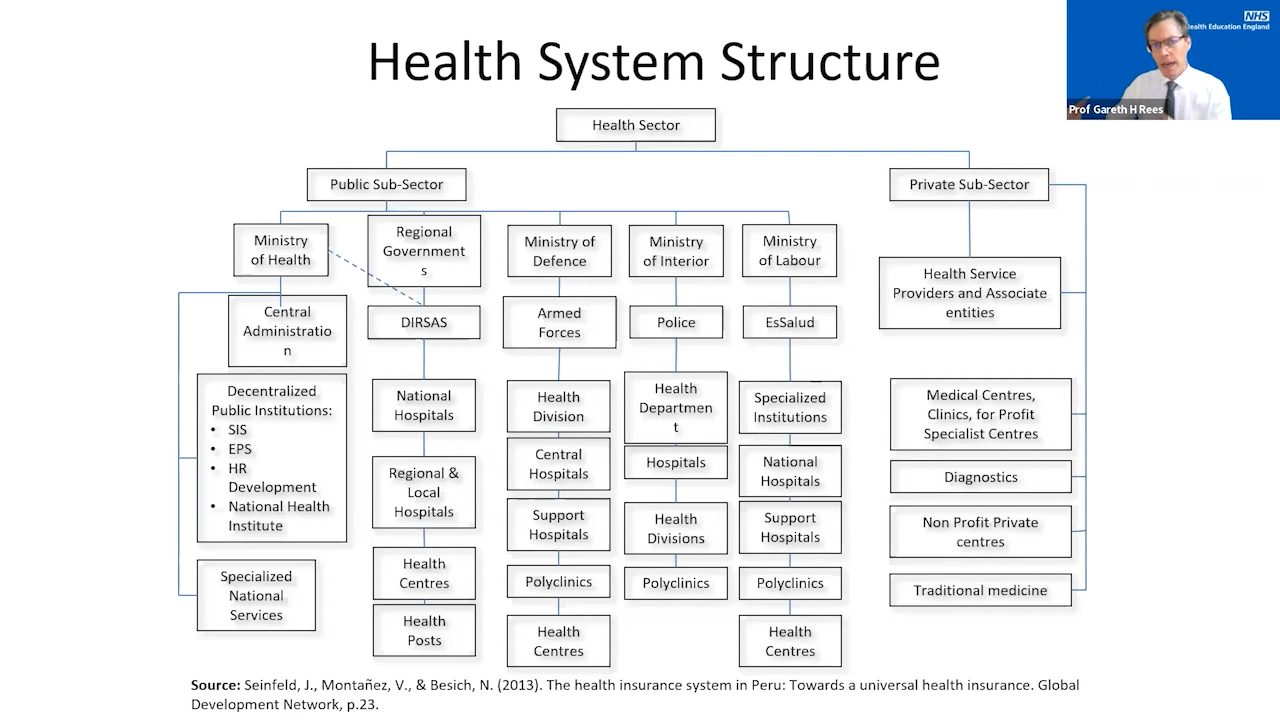 Health System Structure
NHS
Health Education England
Prof Gareth H Rees
Health Sector
Public Sub-Sector
Private Sub-Sector
Ministry
of Health
Regional
Government
s
Ministry of
Defence
Ministry
of Interior
Ministry
of Labour
Health Service
Providers and Associate
entities
Central
Administratio
n
DIRSAS
Armed
Forces
Police
EsSalud
Decentralized
Public Institutions:
• SIS
• EPS
• HR
Development
• National Health
Institute
National
Hospitals
Health
Division
Health
Departmen
t
Specialized
Institutions
Medical Centres,
Clinics, for Profit
Specialist Centres
Regional &
Local
Hospitals
Central
Hospitals
Hospitals
National
Hospitals
Diagnostics
Support
Hospitals
Health
Divisions
Support
Hospitals
Non Profit Private
centres
Specialized
National
Services
Health
Centres
Polyclinics
Polyclinics
Polyclinics
Traditional medicine
Health
Posts
Health
Centres
Health
Centres
Source: Seinfeld, J., Montañez, V., & Besich, N. (2013). The health insurance system in Peru: Towards a universal health insurance. Global
Development Network, p.23.